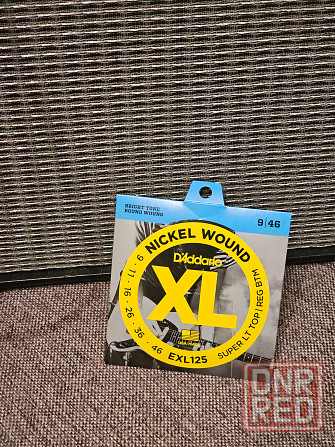 BRIGHT TONE
ROUND WOUND
9 | 46
NICKEL WOUND
D'Addario
XL
9 · 11 · 16 · 26 · 36 · 46
EXL125
SUPER LT TOP | REG BTM
DNR
RED